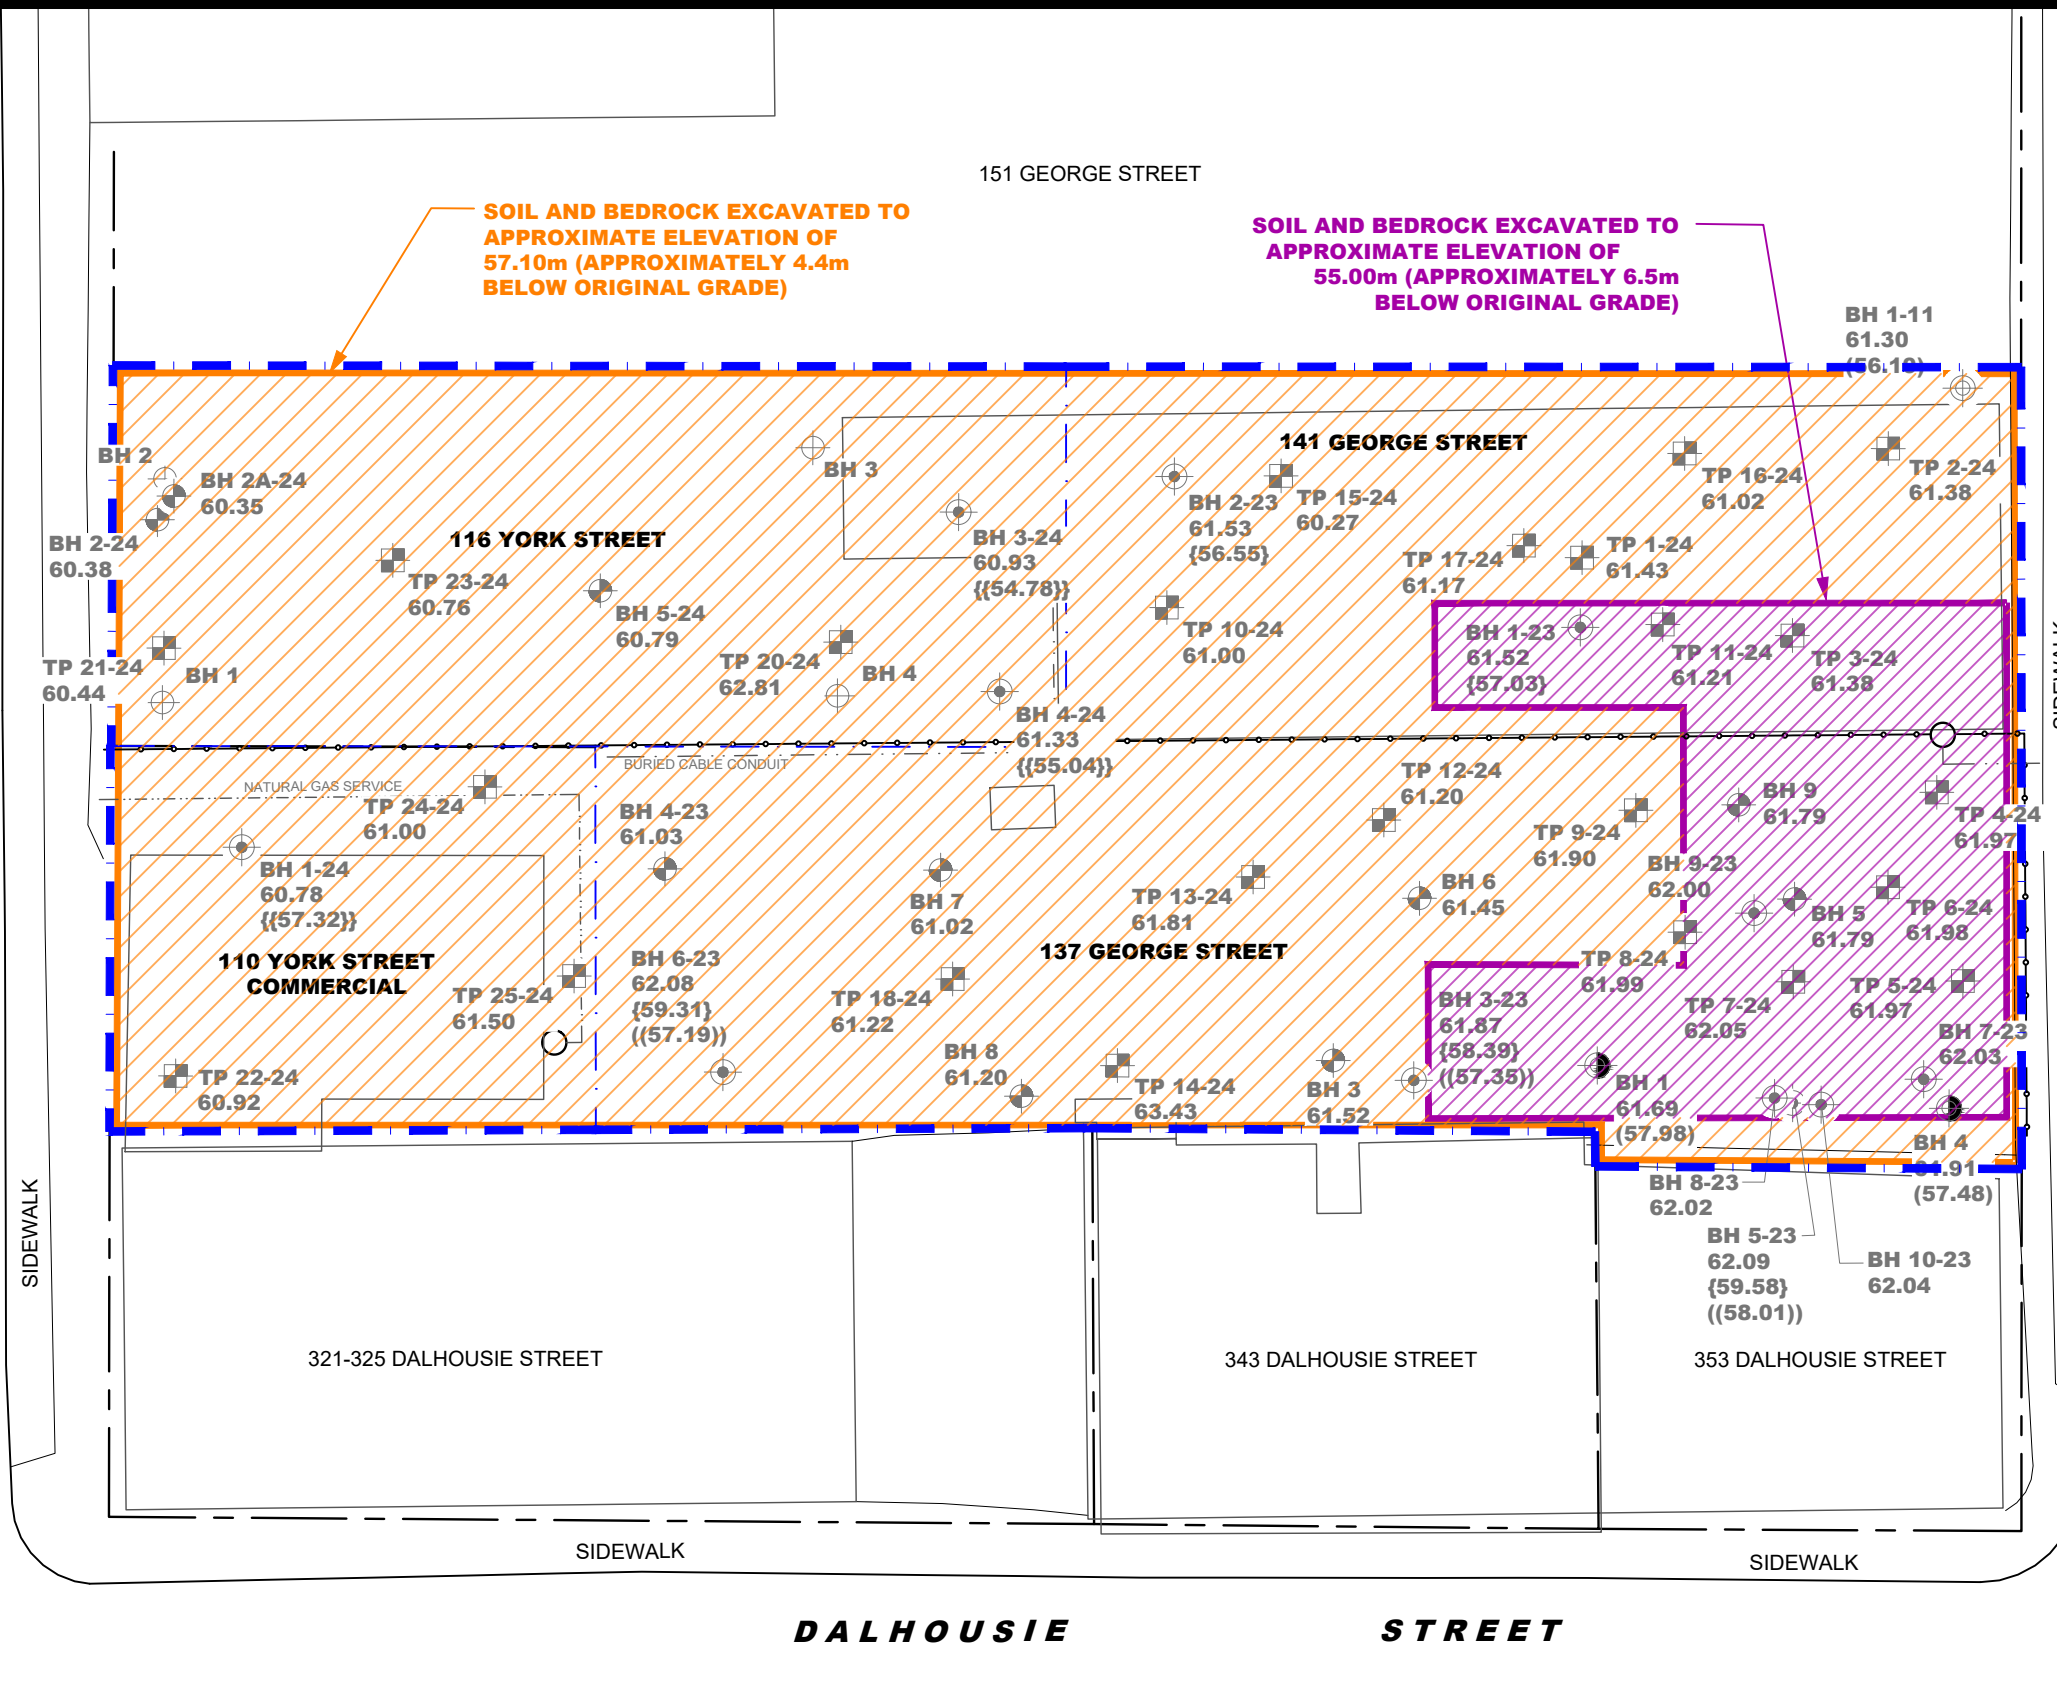 151 GEORGE STREET
SOIL AND BEDROCK EXCAVATED TO
APPROXIMATE ELEVATION OF
57.10m (APPROXIMATELY 4.4m
BELOW ORIGINAL GRADE)
SOIL AND BEDROCK EXCAVATED TO
APPROXIMATE ELEVATION OF
55.00m (APPROXIMATELY 6.5m
BELOW ORIGINAL GRADE)
BH 1-11
61.30
(56.19)
141 GEORGE STREET
BH 2
BH 2A-24
60.35
BH 3
BH 2-23
61.53
{56.55}
TP 15-24
60.27
TP 16-24
61.02
TP 2-24
61.38
116 YORK STREET
BH 2-24
60.38
BH 3-24
60.93
{{54.78}}
TP 17-24
61.17
TP 1-24
61.43
TP 23-24
60.76
BH 5-24
60.79
TP 10-24
61.00
BH 1-23
61.52
{57.03}
TP 11-24
61.21
TP 3-24
61.38
TP 21-24
60.44
BH 1
TP 20-24
62.81
BH 4
BH 4-24
61.33
{{55.04}}
SIDEWALK
BURIED CABLE CONDUIT
NATURAL GAS SERVICE
TP 24-24
61.00
BH 4-23
61.03
TP 12-24
61.20
TP 9-24
61.90
BH 9
61.79
TP 4-24
61.97
BH 1-24
60.78
{{57.32}}
BH 7
61.02
TP 13-24
61.81
BH 6
61.45
BH 9-23
62.00
BH 5
61.79
TP 6-24
61.98
110 YORK STREET
COMMERCIAL
137 GEORGE STREET
TP 25-24
61.50
BH 6-23
62.08
{59.31}
((57.19))
TP 18-24
61.22
TP 8-24
61.99
BH 3-23
61.87
{58.39}
((57.35))
TP 7-24
62.05
TP 5-24
61.97
BH 7-23
62.03
TP 22-24
60.92
BH 8
61.20
TP 14-24
63.43
BH 3
61.52
BH 1
61.69
(57.98)
BH 4
61.91
(57.48)
BH 8-23
62.02
BH 5-23
62.09
{59.58}
((58.01))
BH 10-23
62.04
SIDEWALK
321-325 DALHOUSIE STREET
343 DALHOUSIE STREET
353 DALHOUSIE STREET
SIDEWALK
SIDEWALK
DALHOUSIE STREET